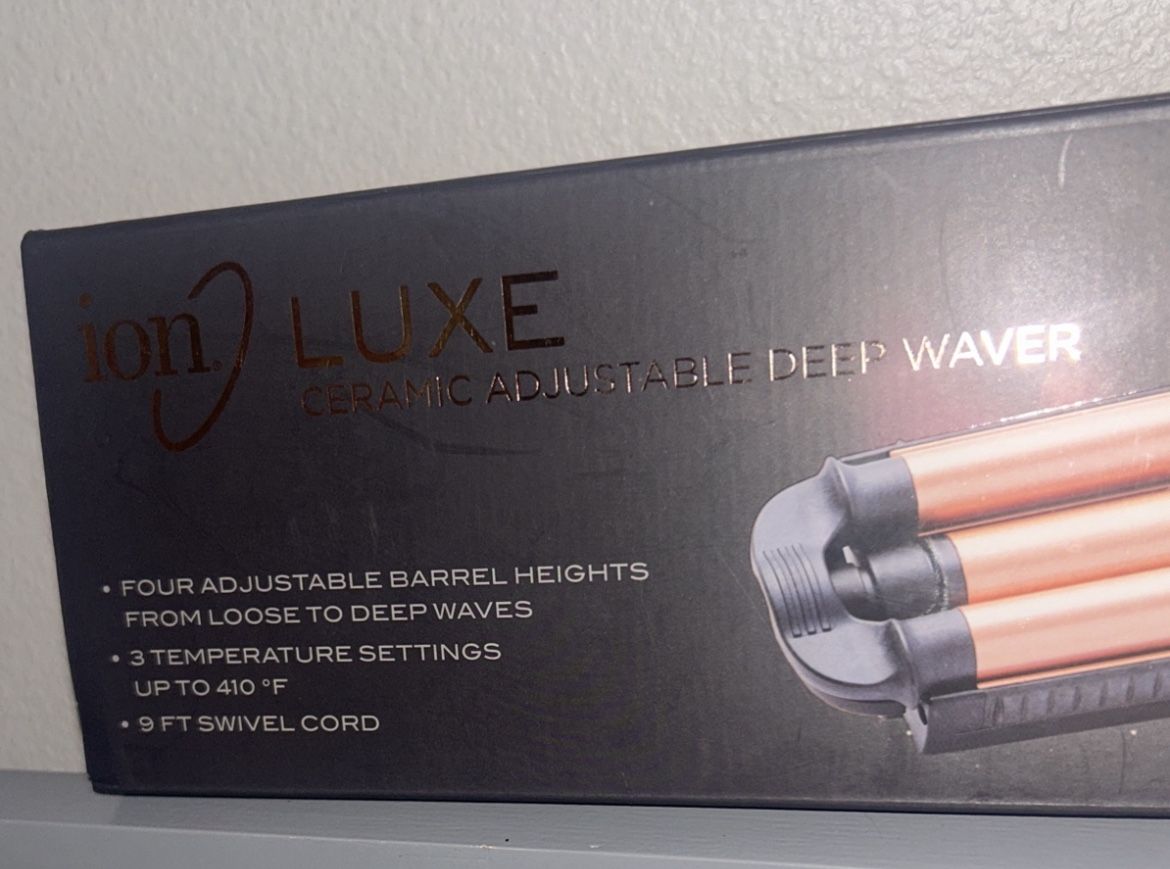 ion LUXE
CERAMIC ADJUSTABLE DEEP WAVER
• FOUR ADJUSTABLE BARREL HEIGHTS
FROM LOOSE TO DEEP WAVES
• 3 TEMPERATURE SETTINGS
UP TO 410 °F
• 9 FT SWIVEL CORD